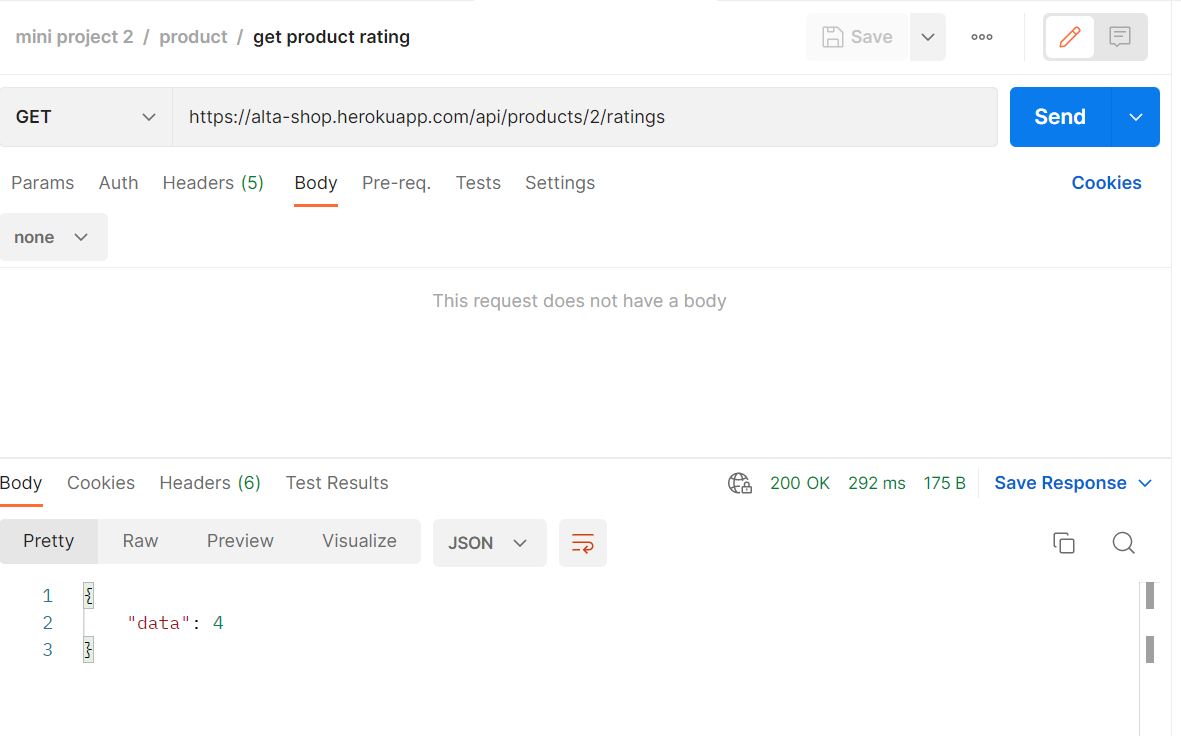 mini project 2 / product / get product rating Save
GET https://alta-shop.herokuapp.com/api/products/2/ratings Send
Params Auth Headers (5) Body Pre-req. Tests Settings Cookies
none
This request does not have a body
Body Cookies Headers (6) Test Results 200 OK 292 ms 175 B Save Response
Pretty Raw Preview Visualize JSON
1 {
2 "data": 4
3 }